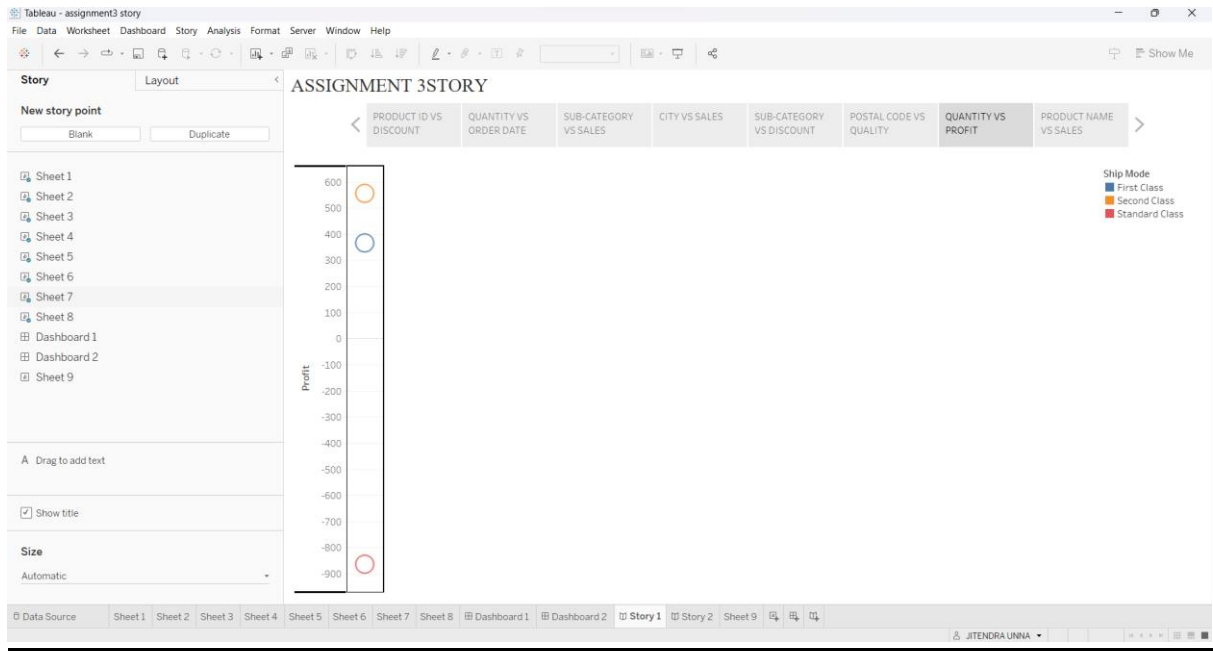 Tableau - assignment3 story
File Data Worksheet Dashboard Story Analysis Format Server Window Help
Show Me
Story Layout
New story point
Blank Duplicate
Sheet 1
Sheet 2
Sheet 3
Sheet 4
Sheet 5
Sheet 6
Sheet 7
Sheet 8
Dashboard 1
Dashboard 2
Sheet 9
A Drag to add text
Show title
Size
Automatic
ASSIGNMENT 3STORY
PRODUCT ID VS DISCOUNT
QUANTITY VS ORDER DATE
SUB-CATEGORY VS SALES
CITY VS SALES
SUB-CATEGORY VS DISCOUNT
POSTAL CODE VS QUALITY
QUANTITY VS PROFIT
PRODUCT NAME VS SALES
Profit
600
500
400
300
200
100
0
-100
-200
-300
-400
-500
-600
-700
-800
-900
Ship Mode
First Class
Second Class
Standard Class
Data Source Sheet 1 Sheet 2 Sheet 3 Sheet 4 Sheet 5 Sheet 6 Sheet 7 Sheet 8 Dashboard 1 Dashboard 2 Story 1 Story 2 Sheet 9
JITENDRA UNNA